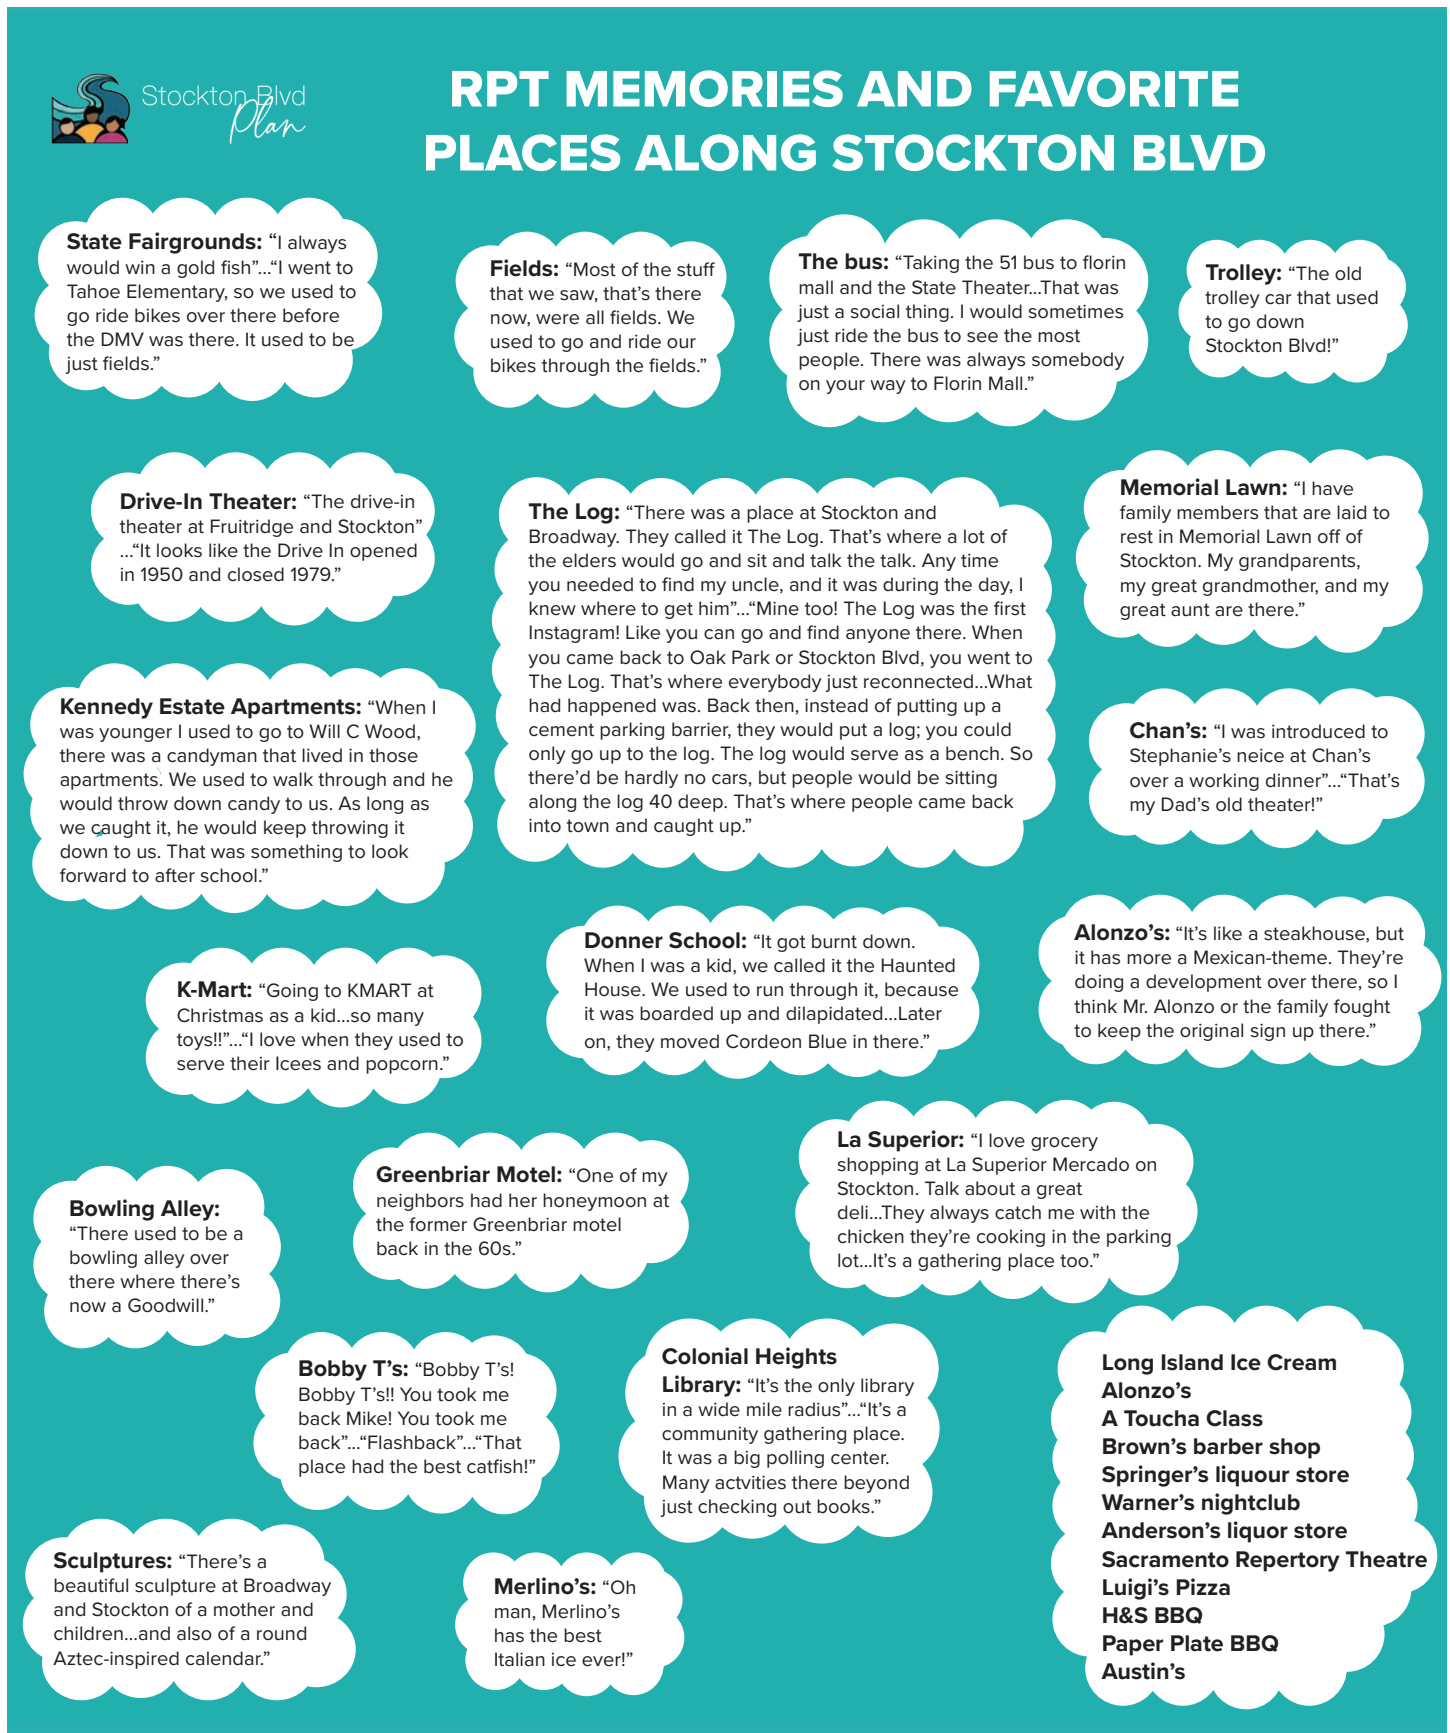 Stockton Blvd
Plan
RPT MEMORIES AND FAVORITE
PLACES ALONG STOCKTON BLVD
State Fairgrounds: “I always
would win a gold fish”...“I went to
Tahoe Elementary, so we used to
go ride bikes over there before
the DMV was there. It used to be
just fields.”
Fields: “Most of the stuff
that we saw, that’s there
now, were all fields. We
used to go and ride our
bikes through the fields.”
The bus: “Taking the 51 bus to florin
mall and the State Theater...That was
just a social thing. I would sometimes
just ride the bus to see the most
people. There was always somebody
on your way to Florin Mall.”
Trolley: “The old
trolley car that used
to go down
Stockton Blvd!”
Drive-In Theater: “The drive-in
theater at Fruitridge and Stockton”
...“It looks like the Drive In opened
in 1950 and closed 1979.”
The Log: “There was a place at Stockton and
Broadway. They called it The Log. That’s where a lot of
the elders would go and sit and talk the talk. Any time
you needed to find my uncle, and it was during the day, I
knew where to get him”...“Mine too! The Log was the first
Instagram! Like you can go and find anyone there. When
you came back to Oak Park or Stockton Blvd, you went to
The Log. That’s where everybody just reconnected...What
had happened was. Back then, instead of putting up a
cement parking barrier, they would put a log; you could
only go up to the log. The log would serve as a bench. So
there’d be hardly no cars, but people would be sitting
along the log 40 deep. That’s where people came back
into town and caught up.”
Memorial Lawn: “I have
family members that are laid to
rest in Memorial Lawn off of
Stockton. My grandparents,
my great grandmother, and my
great aunt are there.”
Kennedy Estate Apartments: “When I
was younger I used to go to Will C Wood,
there was a candyman that lived in those
apartments. We used to walk through and he
would throw down candy to us. As long as
we caught it, he would keep throwing it
down to us. That was something to look
forward to after school.”
Chan’s: “I was introduced to
Stephanie’s neice at Chan’s
over a working dinner”...“That’s
my Dad’s old theater!”
K-Mart: “Going to KMART at
Christmas as a kid...so many
toys!!”...“I love when they used to
serve their Icees and popcorn.”
Donner School: “It got burnt down.
When I was a kid, we called it the Haunted
House. We used to run through it, because
it was boarded up and dilapidated...Later
on, they moved Cordeon Blue in there.”
Alonzo’s: “It’s like a steakhouse, but
it has more a Mexican-theme. They’re
doing a development over there, so I
think Mr. Alonzo or the family fought
to keep the original sign up there.”
Bowling Alley:
“There used to be a
bowling alley over
there where there’s
now a Goodwill.”
Greenbriar Motel: “One of my
neighbors had her honeymoon at
the former Greenbriar motel
back in the 60s.”
La Superior: “I love grocery
shopping at La Superior Mercado on
Stockton. Talk about a great
deli...They always catch me with the
chicken they’re cooking in the parking
lot...It’s a gathering place too.”
Bobby T’s: “Bobby T’s!
Bobby T’s!! You took me
back Mike! You took me
back”...“Flashback”...“That
place had the best catfish!”
Colonial Heights
Library: “It’s the only library
in a wide mile radius”...“It’s a
community gathering place.
It was a big polling center.
Many actvities there beyond
just checking out books.”
Long Island Ice Cream
Alonzo’s
A Toucha Class
Brown’s barber shop
Springer’s liquour store
Warner’s nightclub
Anderson’s liquor store
Sacramento Repertory Theatre
Luigi’s Pizza
H&S BBQ
Paper Plate BBQ
Austin’s
Sculptures: “There’s a
beautiful sculpture at Broadway
and Stockton of a mother and
children...and also of a round
Aztec-inspired calendar.”
Merlino’s: “Oh
man, Merlino’s
has the best
Italian ice ever!”